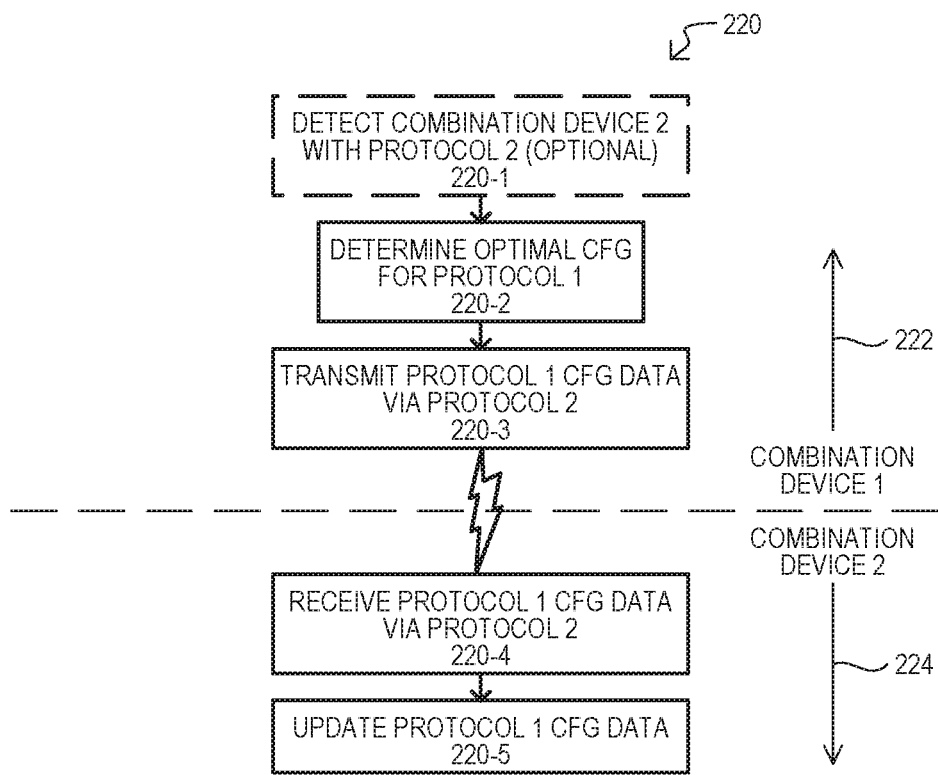 220
DETECT COMBINATION DEVICE 2
WITH PROTOCOL 2 (OPTIONAL)
220-1
DETERMINE OPTIMAL CFG
FOR PROTOCOL 1
220-2
222
TRANSMIT PROTOCOL 1 CFG DATA
VIA PROTOCOL 2
220-3
COMBINATION
DEVICE 1
COMBINATION
DEVICE 2
RECEIVE PROTOCOL 1 CFG DATA
VIA PROTOCOL 2
220-4
224
UPDATE PROTOCOL 1 CFG DATA
220-5